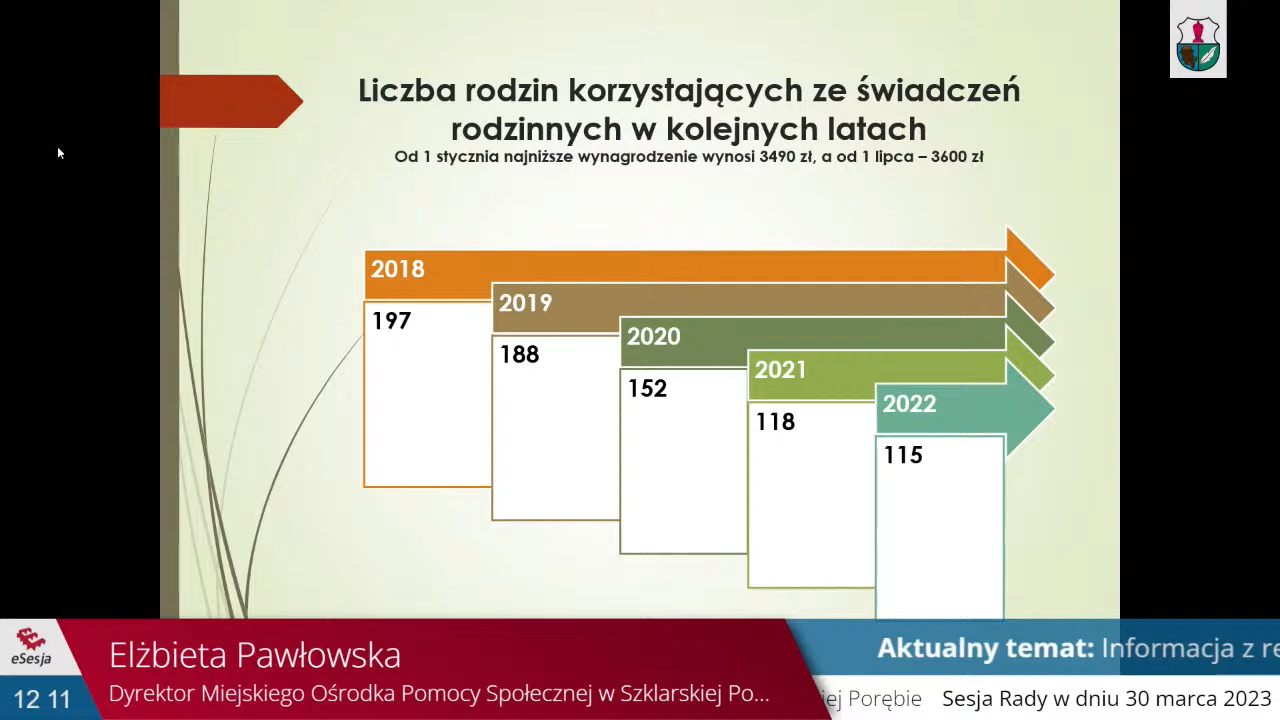 Liczba rodzin korzystających ze świadczeń
rodzinnych w kolejnych latach
Od 1 stycznia najniższe wynagrodzenie wynosi 3490 zł, a od 1 lipca – 3600 zł
2018
197
2019
188
2020
152
2021
118
2022
115
eSesja
12 11
Elżbieta Pawłowska
Dyrektor Miejskiego Ośrodka Pomocy Społecznej w Szklarskiej Po...
Aktualny temat: Informacja z re
ej Porębie Sesja Rady w dniu 30 marca 2023